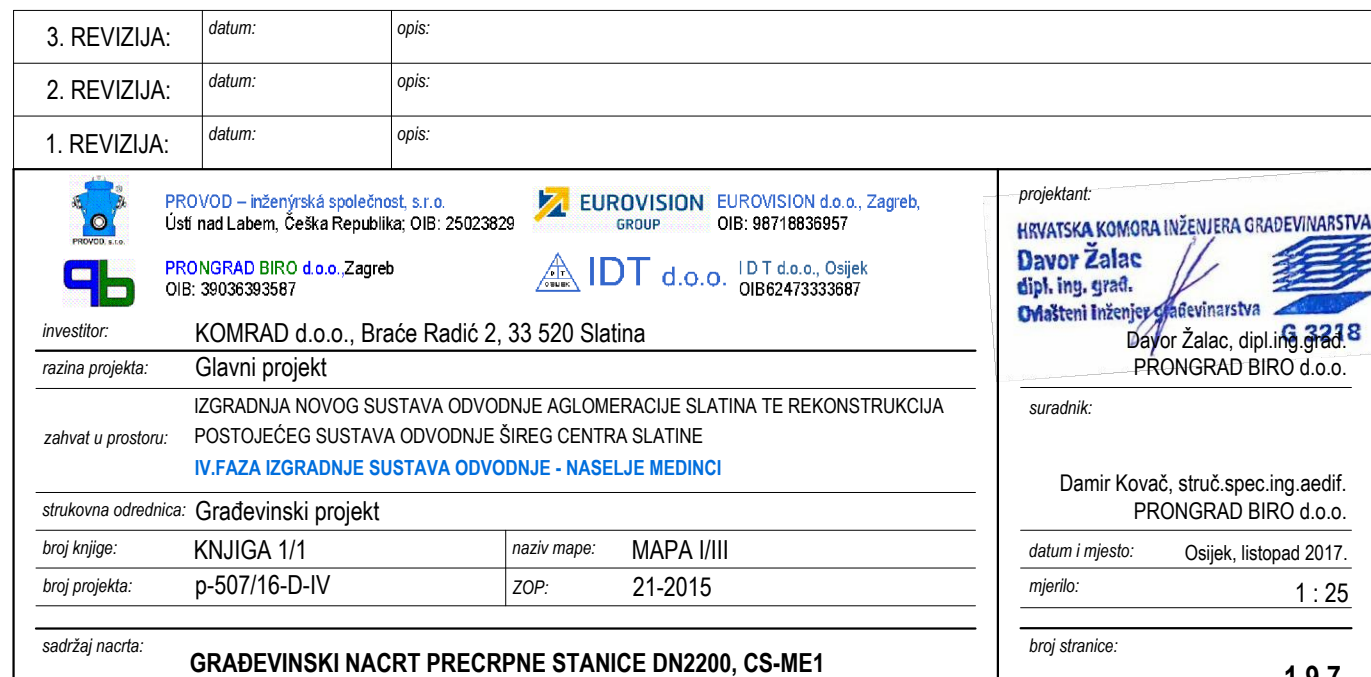 3. REVIZIJA: datum: opis:
2. REVIZIJA: datum: opis:
1. REVIZIJA: datum: opis:
PROVOD, s.r.o.
PROVOD – inženýrská společnost, s.r.o.
Ústí nad Labem, Češka Republika; OIB: 25023829
EUROVISION
GROUP
EUROVISION d.o.o., Zagreb,
OIB: 98718836957
PRONGRAD BIRO d.o.o.,Zagreb
OIB: 39036393587
IDT
OSIJEK
IDT d.o.o.
I D T d.o.o., Osijek
OIB62473333687
investitor: KOMRAD d.o.o., Braće Radić 2, 33 520 Slatina
razina projekta: Glavni projekt
zahvat u prostoru:
IZGRADNJA NOVOG SUSTAVA ODVODNJE AGLOMERACIJE SLATINA TE REKONSTRUKCIJA
POSTOJEĆEG SUSTAVA ODVODNJE ŠIREG CENTRA SLATINE
IV.FAZA IZGRADNJE SUSTAVA ODVODNJE - NASELJE MEDINCI
strukovna odrednica: Građevinski projekt
broj knjige: KNJIGA 1/1 naziv mape: MAPA I/III
broj projekta: p-507/16-D-IV ZOP: 21-2015
sadržaj nacrta:
GRAĐEVINSKI NACRT PRECRPNE STANICE DN2200, CS-ME1
projektant:
HRVATSKA KOMORA INŽENJERA GRAĐEVINARSTVA
Davor Žalac
dipl. ing. građ.
Ovlašteni inženjer građevinarstva
G 3218
Davor Žalac, dipl.ing.građ.
PRONGRAD BIRO d.o.o.
suradnik:
Damir Kovač, struč.spec.ing.aedif.
PRONGRAD BIRO d.o.o.
datum i mjesto: Osijek, listopad 2017.
mjerilo: 1 : 25
broj stranice:
1.9.7.